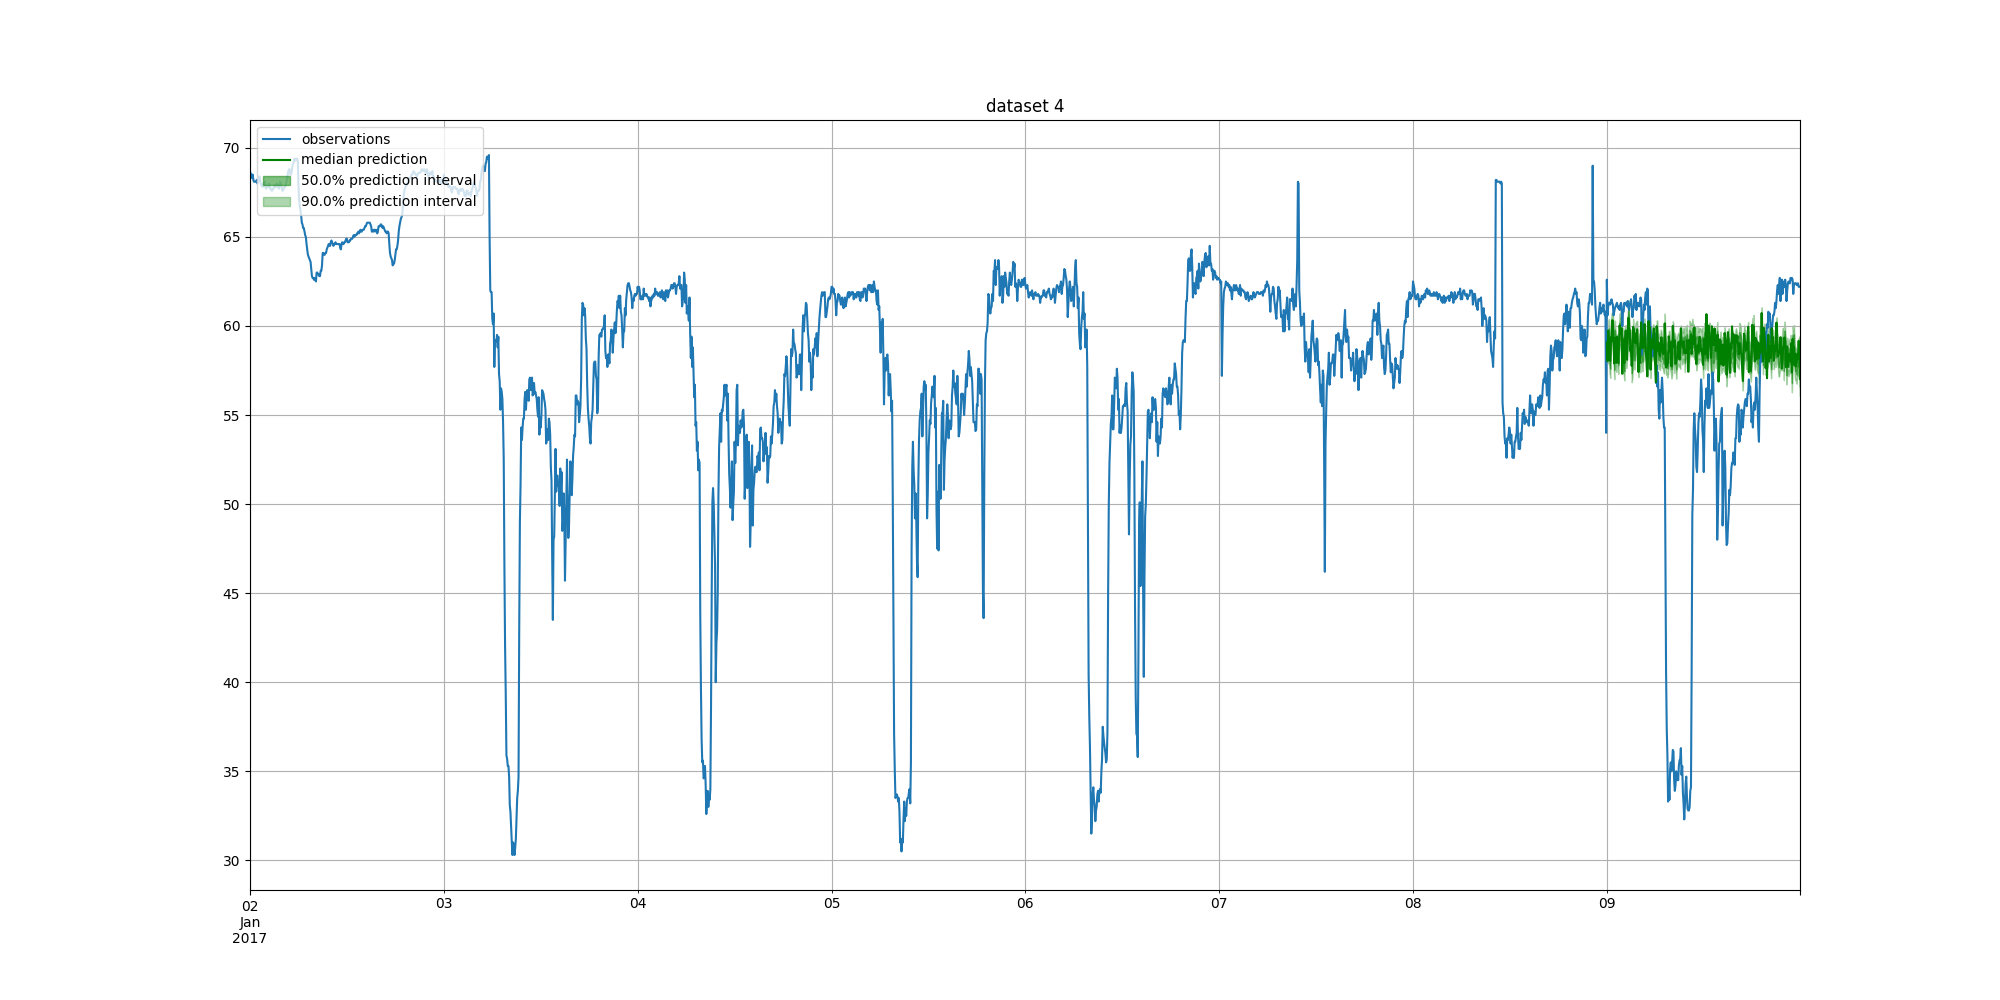 dataset 4
observations
median prediction
50.0% prediction interval
90.0% prediction interval
70
65
60
55
50
45
40
35
30
02 03 04 05 06 07 08 09
Jan
2017